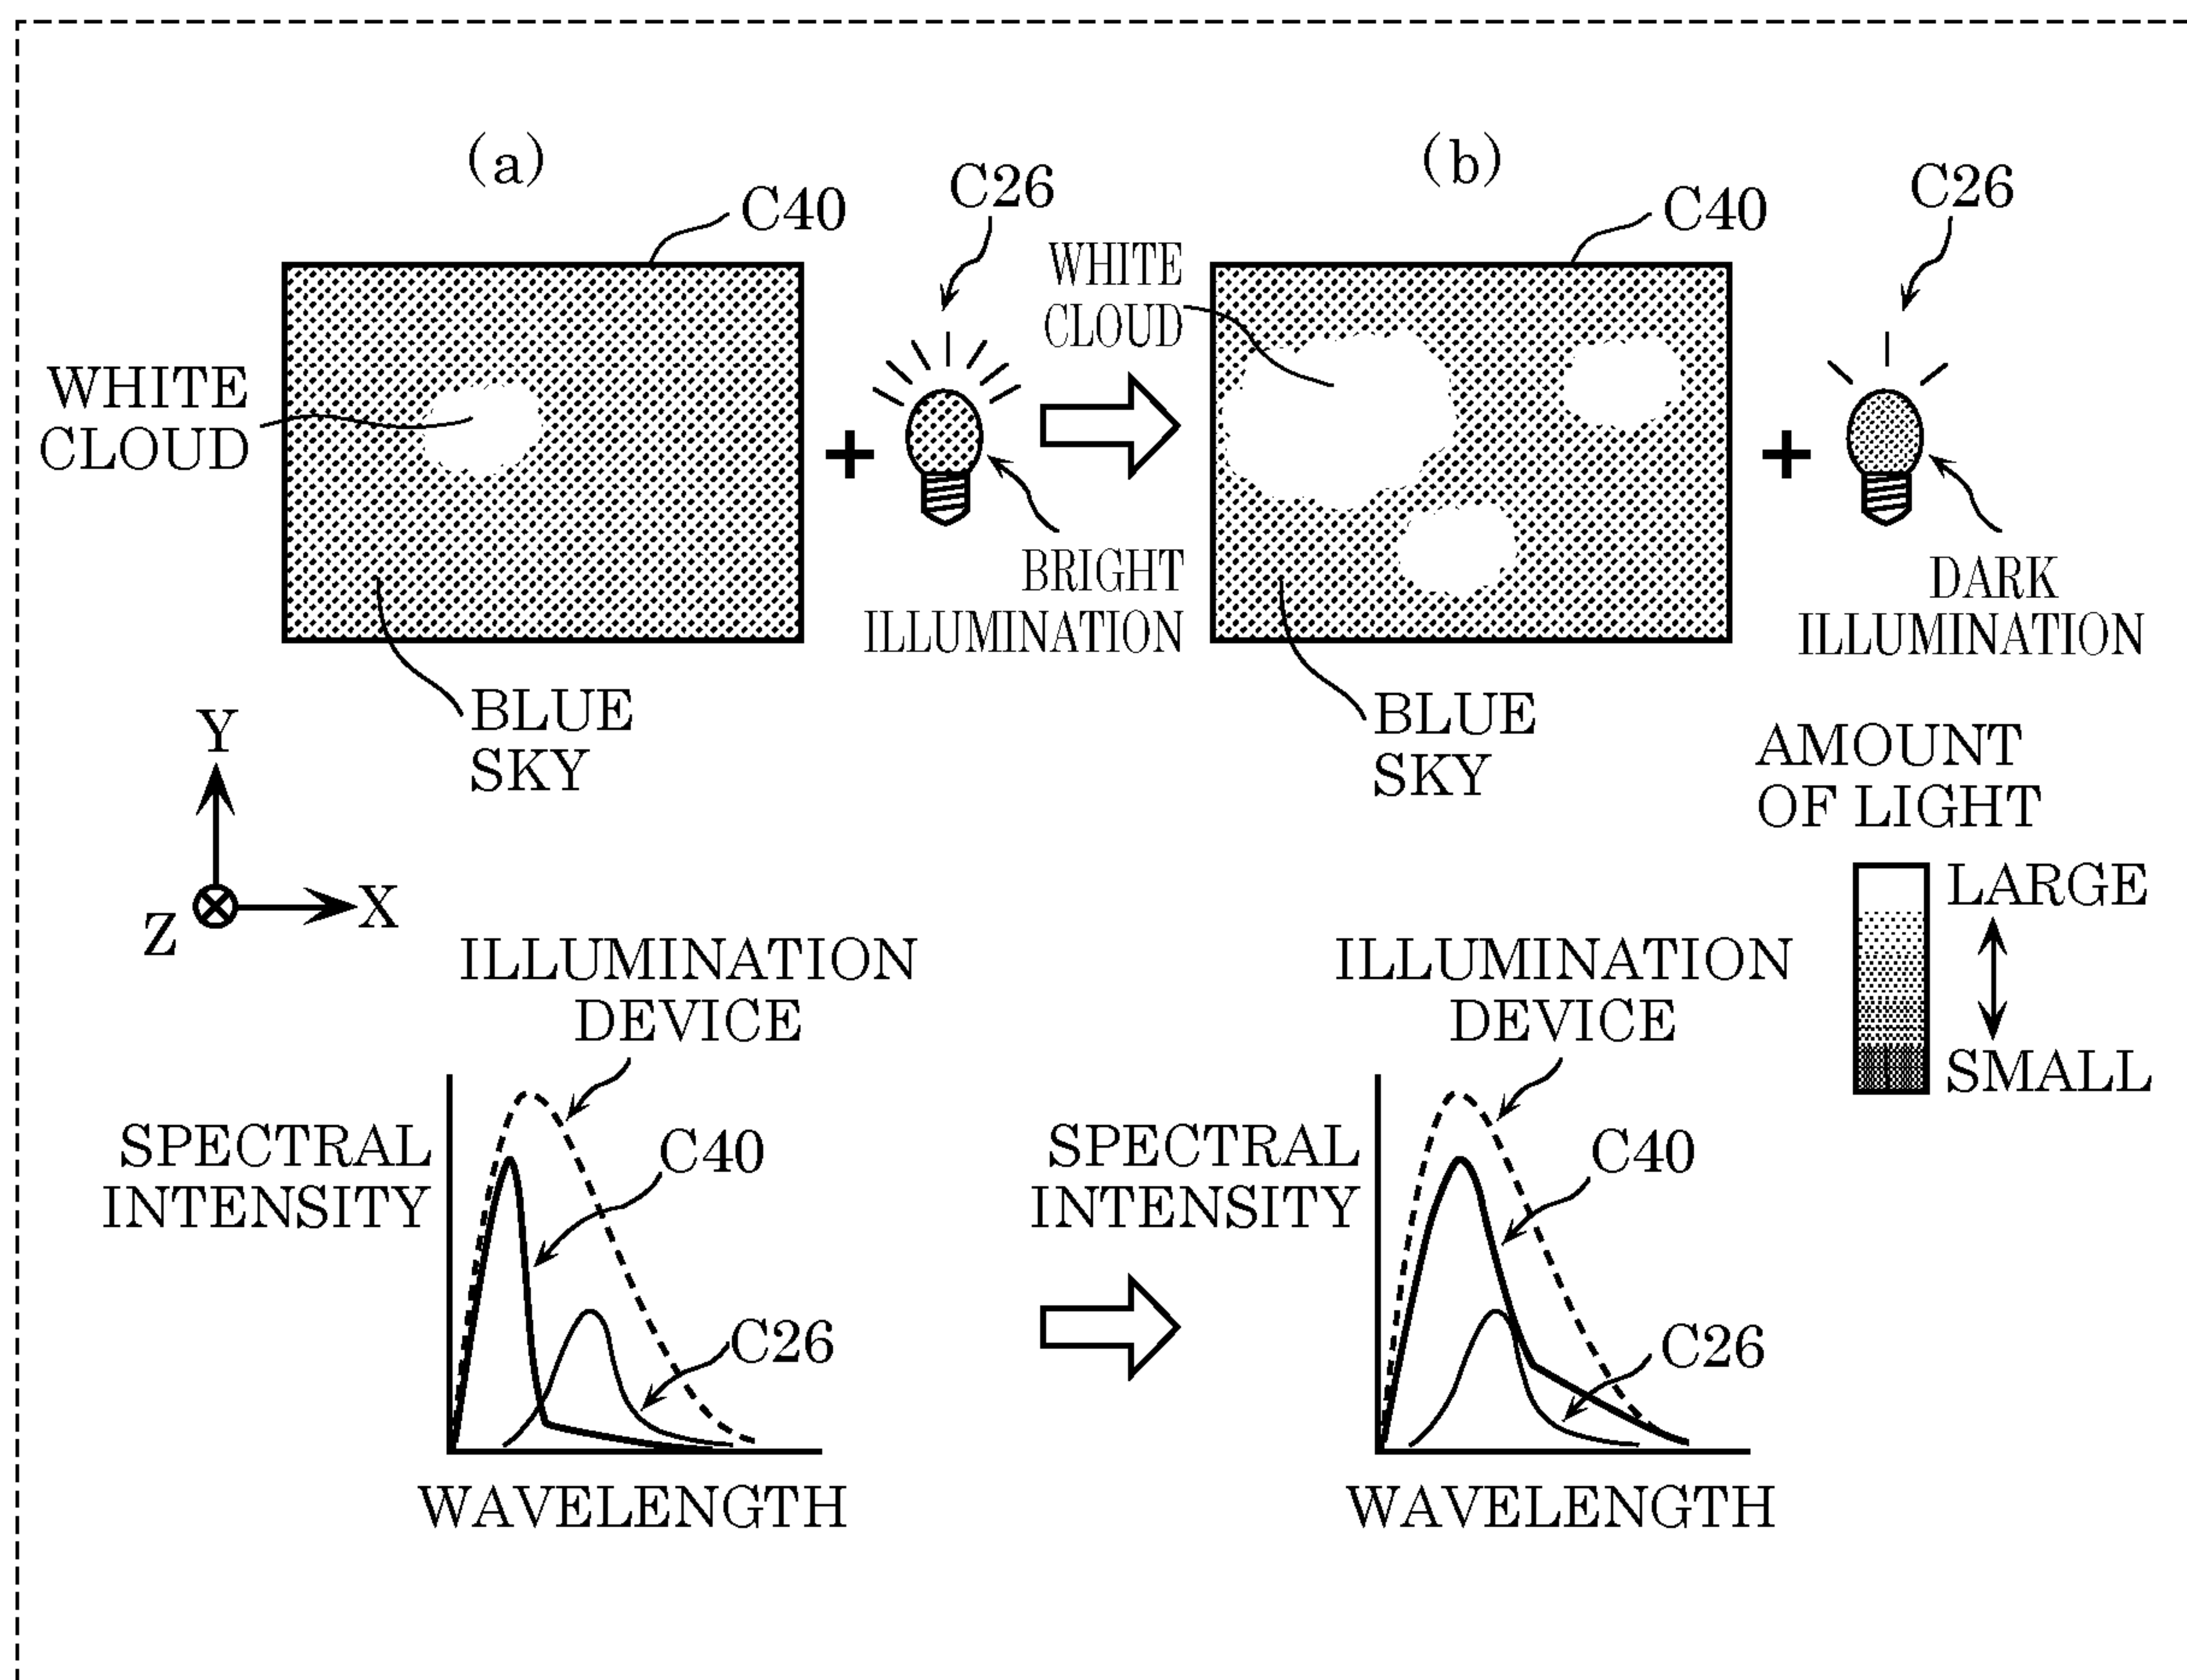 (a)
C40
C26
WHITE
CLOUD
BRIGHT
ILLUMINATION
BLUE
SKY
(b)
C40
C26
WHITE
CLOUD
DARK
ILLUMINATION
BLUE
SKY
AMOUNT
OF LIGHT
LARGE
SMALL
Y
X
Z
ILLUMINATION
DEVICE
SPECTRAL
INTENSITY
C40
C26
WAVELENGTH
ILLUMINATION
DEVICE
SPECTRAL
INTENSITY
C40
C26
WAVELENGTH